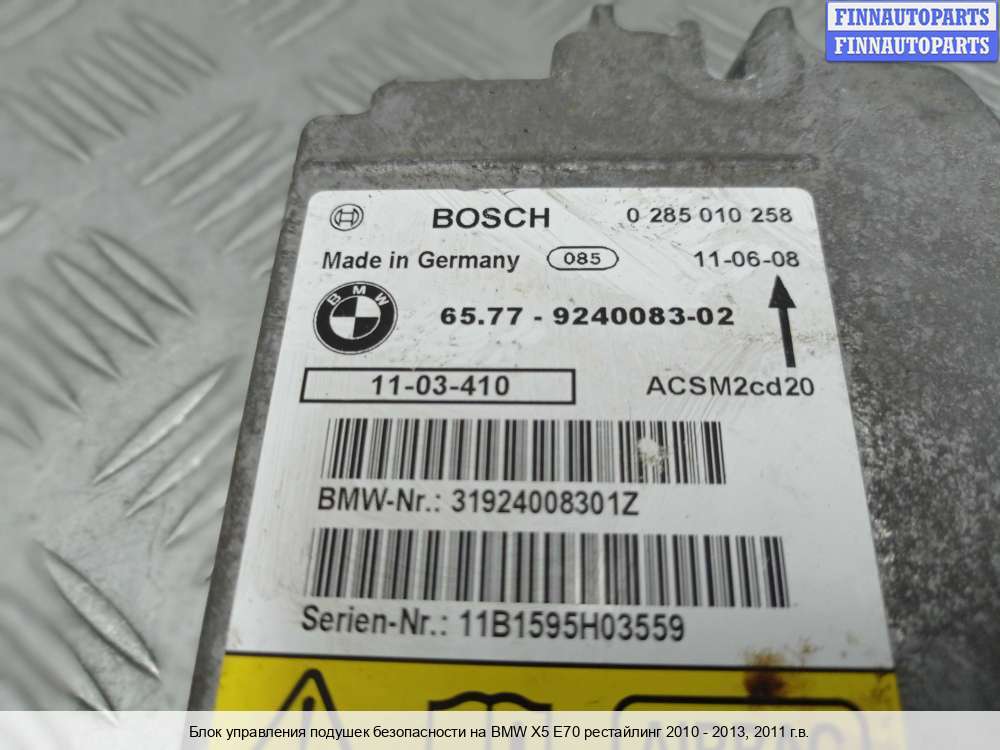 FINNAUTOPARTS
FINNAUTOPARTS
BOSCH 0 285 010 258
Made in Germany 085 11-06-08
BMW
65.77 - 9240083-02
11-03-410 ACSM2cd20
BMW-Nr.: 31924008301Z
Serien-Nr.: 11B1595H03559
Блок управления подушек безопасности на BMW X5 E70 рестайлинг 2010 - 2013, 2011 г.в.